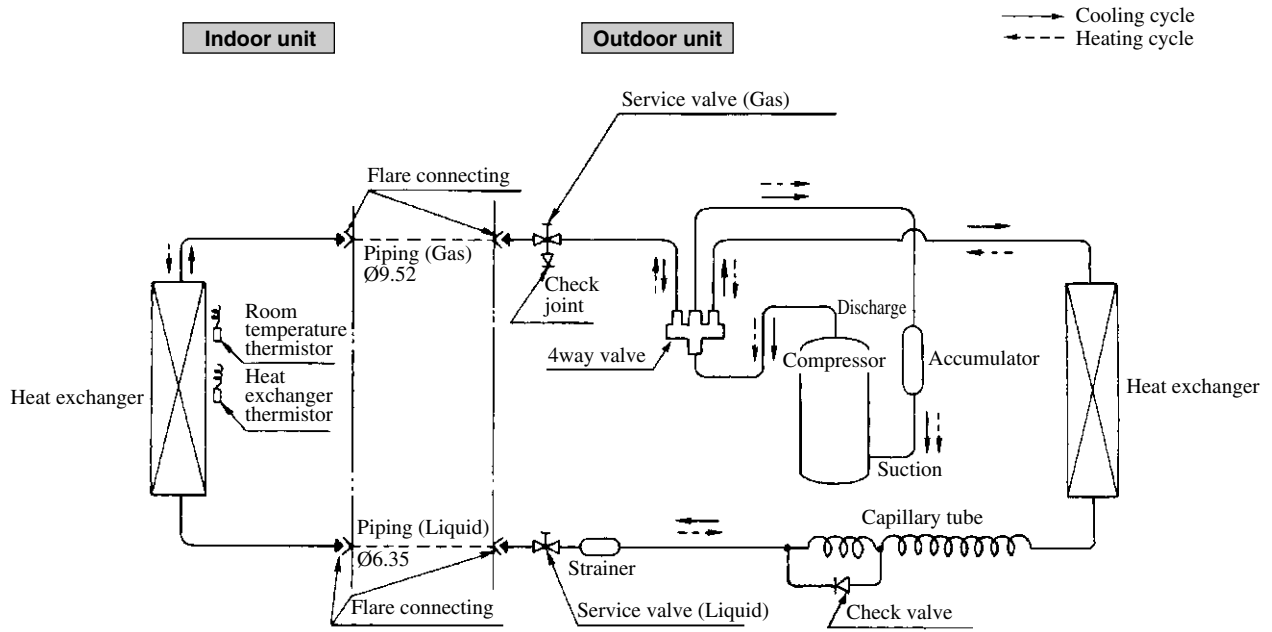 Cooling cycle
Heating cycle
Indoor unit
Outdoor unit
Service valve (Gas)
Flare connecting
Piping (Gas)
Ø9.52
Check
joint
Discharge
4way valve
Compressor
Accumulator
Room
temperature
thermistor
Heat
exchanger
thermistor
Heat exchanger
Heat exchanger
Suction
Piping (Liquid)
Ø6.35
Capillary tube
Strainer
Flare connecting
Service valve (Liquid)
Check valve